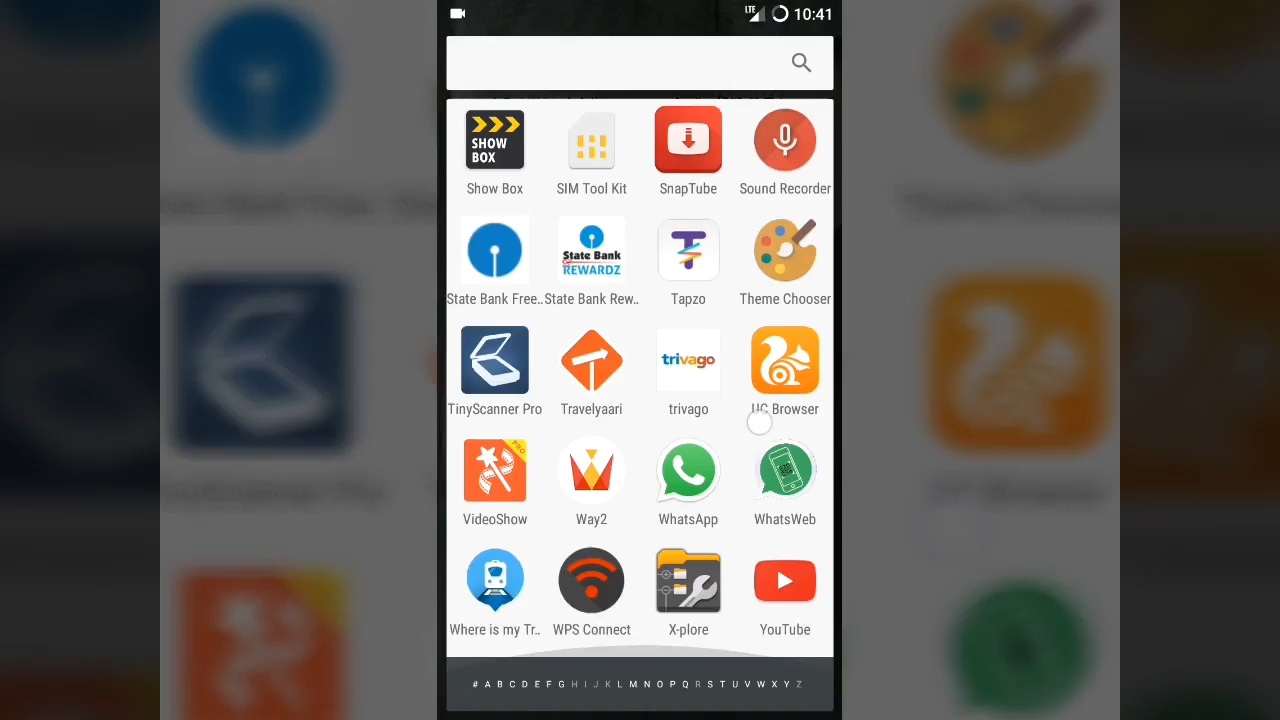 LTE 10:41
SHOW
BOX
Show Box SIM Tool Kit SnapTube Sound Recorder
State Bank
REWARDZ
State Bank Free.. State Bank Rew.. Tapzo Theme Chooser
trivago
TinyScanner Pro Travelyaari trivago UC Browser
PRO
VideoShow Way2 WhatsApp WhatsWeb
Where is my Tr.. WPS Connect X-plore YouTube
# A B C D E F G H I J K L M N O P Q R S T U V W X Y Z